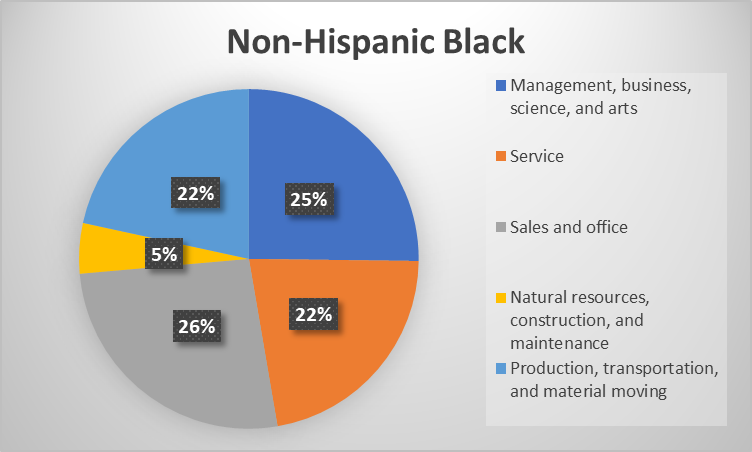 Non-Hispanic Black
22%
25%
5%
22%
26%
Management, business,
science, and arts
Service
Sales and office
Natural resources,
construction, and
maintenance
Production, transportation,
and material moving